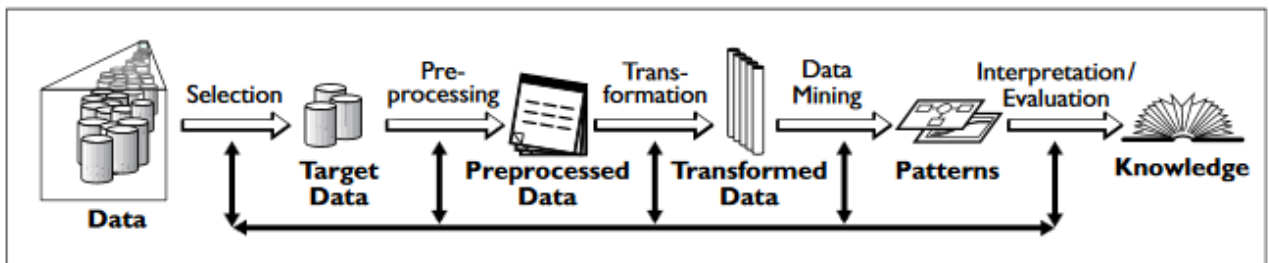 Selection
Pre-
processing
Trans-
formation
Data
Mining
Interpretation/
Evaluation
Data
Target
Data
Preprocessed
Data
Transformed
Data
Patterns
Knowledge